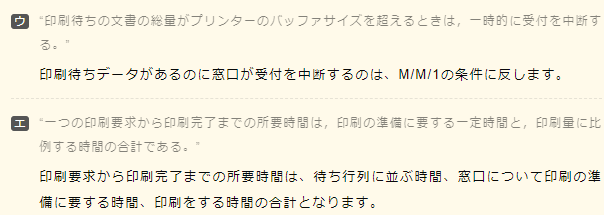 ウ "印刷待ちの文書の総量がプリンターのバッファサイズを超えるときは，一時的に受付を中断す
る。"
印刷待ちデータがあるのに窓口が受付を中断するのは、M/M/1の条件に反します。
エ "一つの印刷要求から印刷完了までの所要時間は，印刷の準備に要する一定時間と，印刷量に比
例する時間の合計である。"
印刷要求から印刷完了までの所要時間は、待ち行列に並ぶ時間、窓口について印刷の準
備に要する時間、印刷をする時間の合計となります。